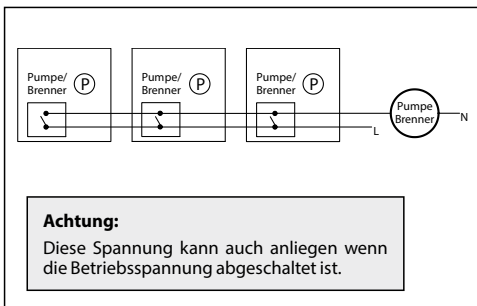 Pumpe/
Brenner P
Pumpe/
Brenner P
Pumpe/
Brenner P
Pumpe
Brenner
N
L
Achtung:
Diese Spannung kann auch anliegen wenn
die Betriebsspannung abgeschaltet ist.